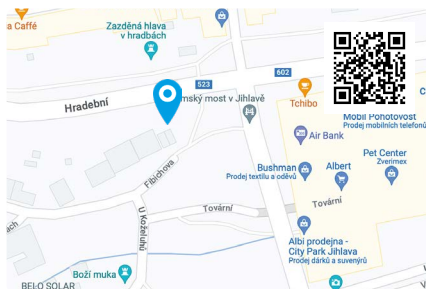 a Caffé
Zazděná hlava
v hradbách
602
523
Hradební
mský most v Jihlavě
Tchibo
Mobil Pohotovost
Prodej mobilních telefonů
Air Bank
Pet Center
Zverimex
Bushman
Prodej textilu a oděvů
Albert
Fibichova
U Koželuhů
Tovární
Tovární
Albi prodejna -
City Park Jihlava
Prodej dárků a suvenýrů
Boží muka
BELO SOLAR